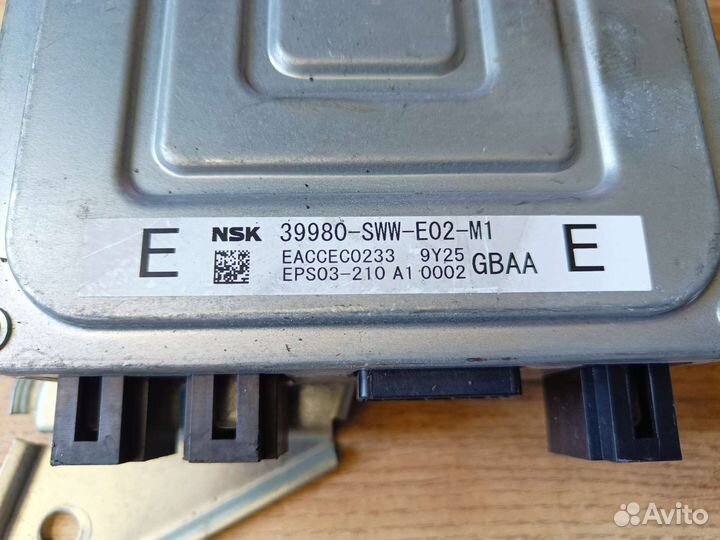 E NSK 39980-SWW-E02-M1 E
EACCEC0233 9Y25
EPS03-210 A1 0002 GBAA
Avito